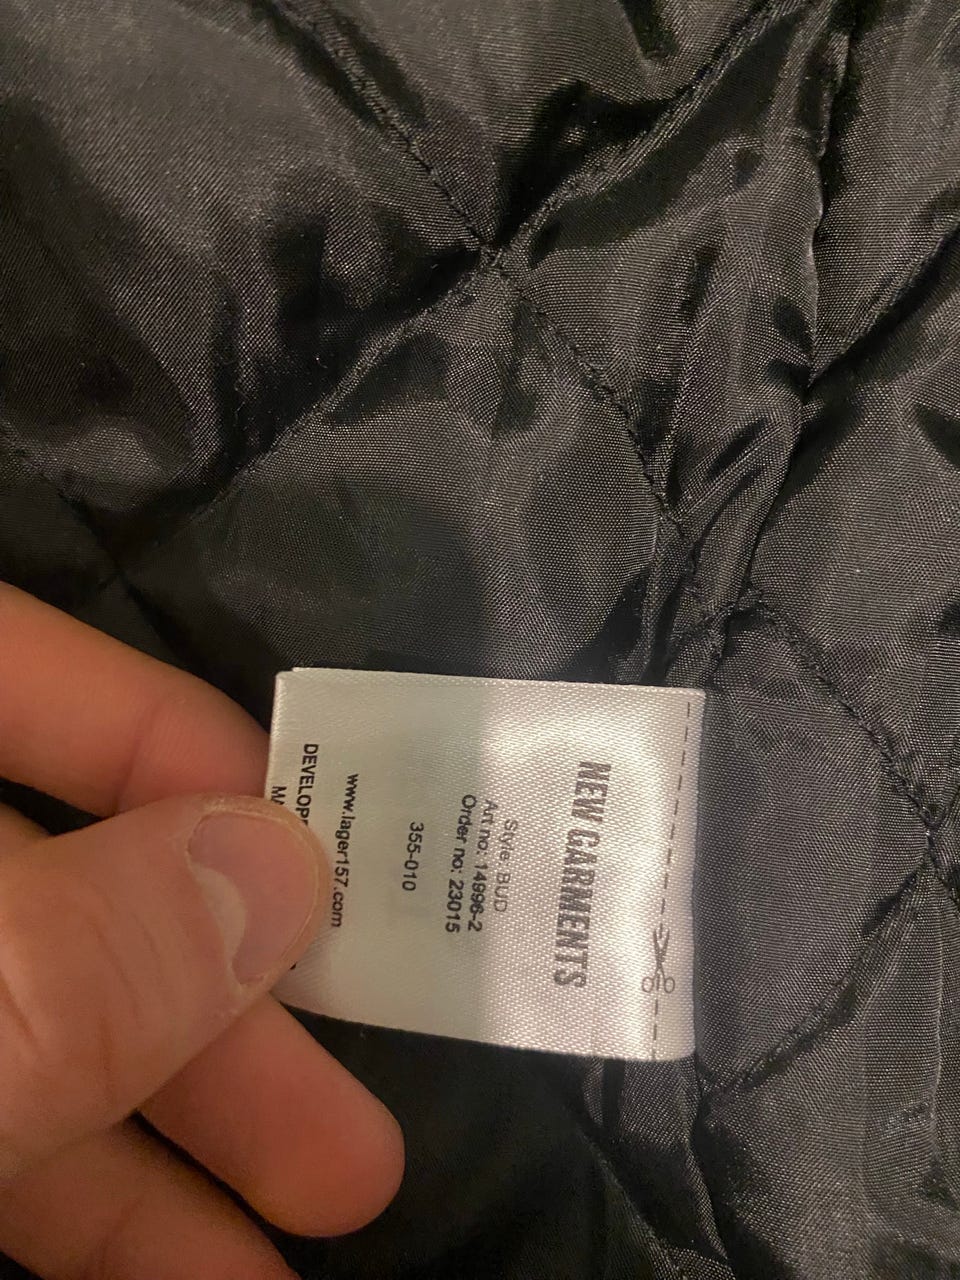 NEW GARMENTS
Style: BUD
Art no. 14996-2
Order no: 23015
355-010
www.lager157.com